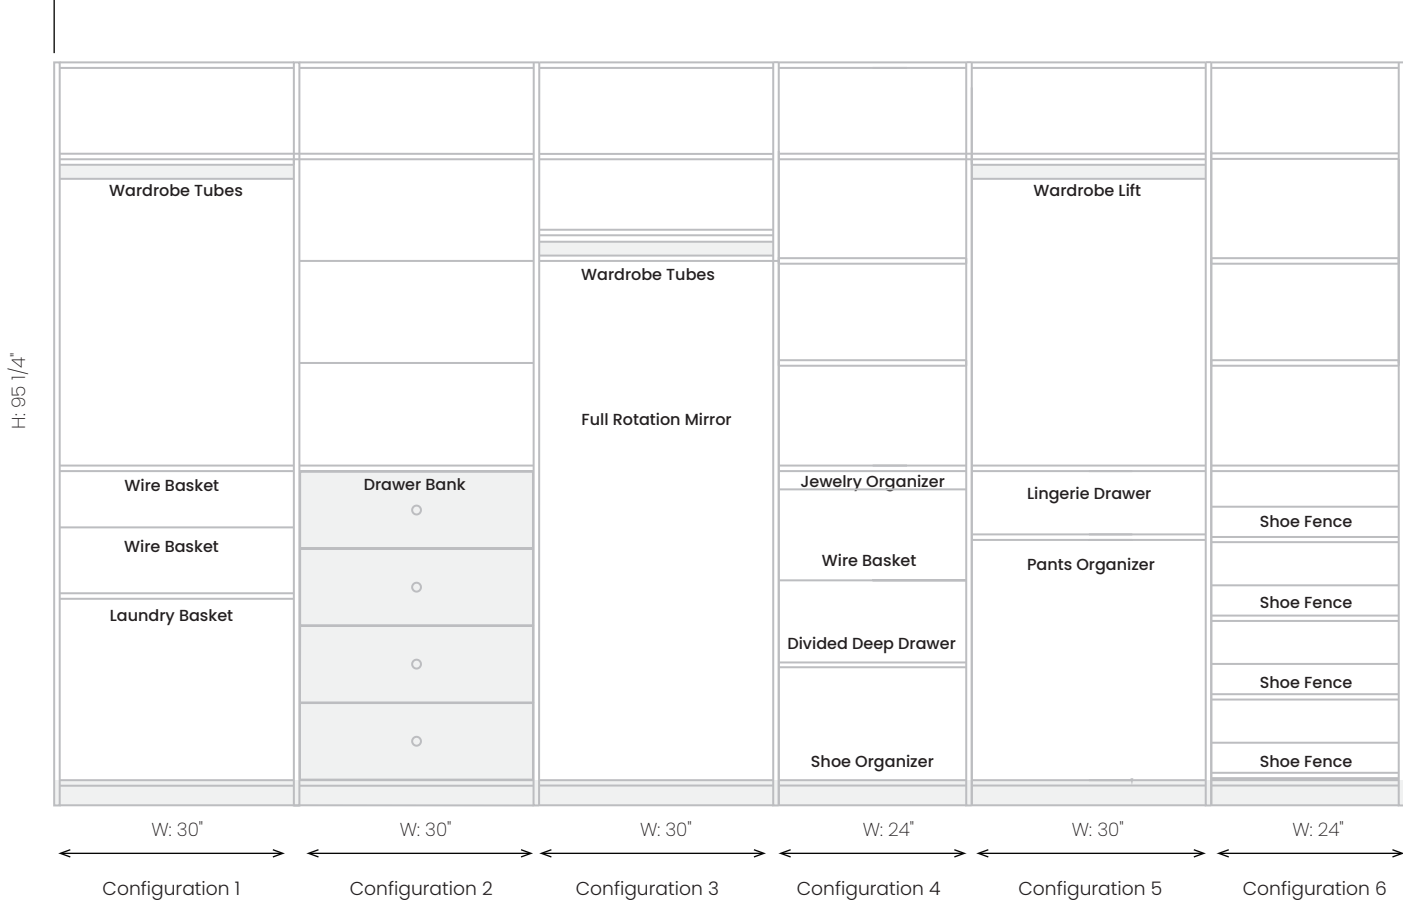 Wardrobe Tubes
Wardrobe Lift
Wardrobe Tubes
H: 95 1/4"
Full Rotation Mirror
Wire Basket
Drawer Bank
Jewelry Organizer
Lingerie Drawer
Shoe Fence
Wire Basket
Wire Basket
Pants Organizer
Shoe Fence
Laundry Basket
Divided Deep Drawer
Shoe Fence
Shoe Organizer
Shoe Fence
W: 30"
W: 30"
W: 30"
W: 24"
W: 30"
W: 24"
Configuration 1
Configuration 2
Configuration 3
Configuration 4
Configuration 5
Configuration 6